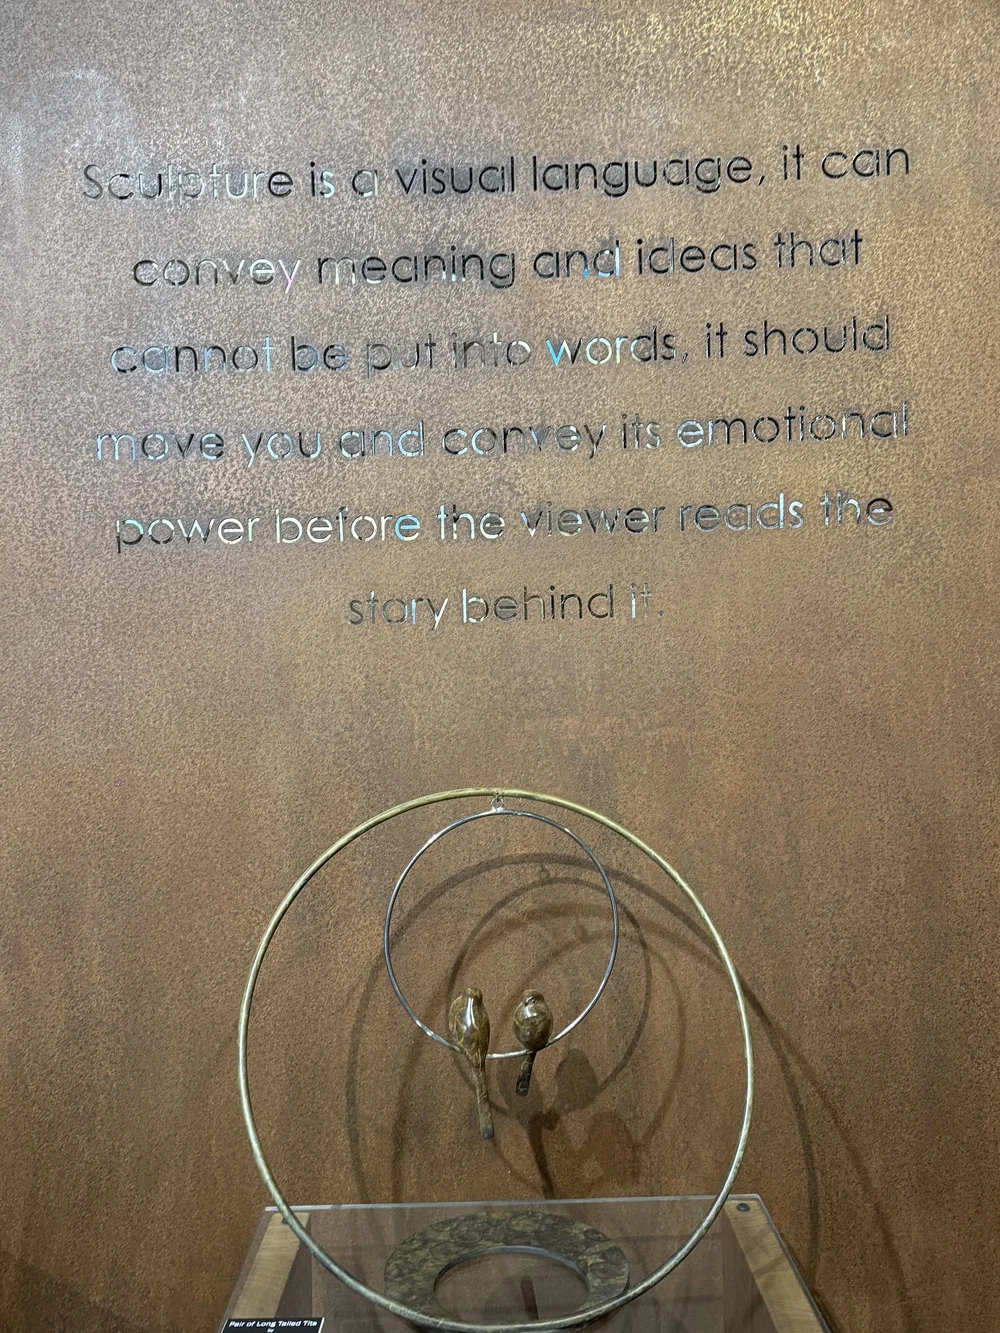 Sculpture is a visual language, it can
convey meaning and ideas that
cannot be put into words, it should
move you and convey its emotional
power before the viewer reads the
story behind it.
Pair of Long Tailed Tits
by